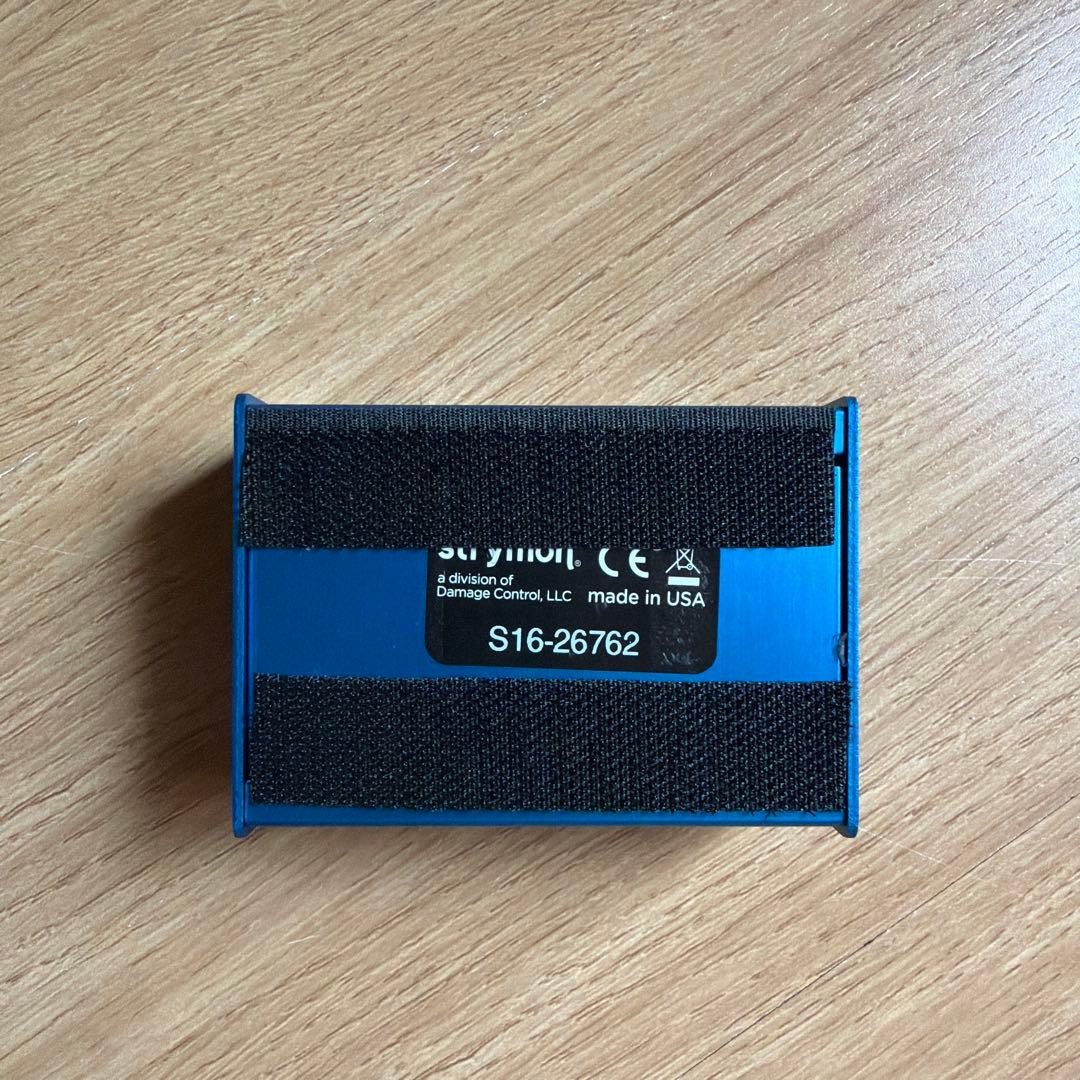 strymon® CE
a division of
Damage Control, LLC made in USA
S16-26762